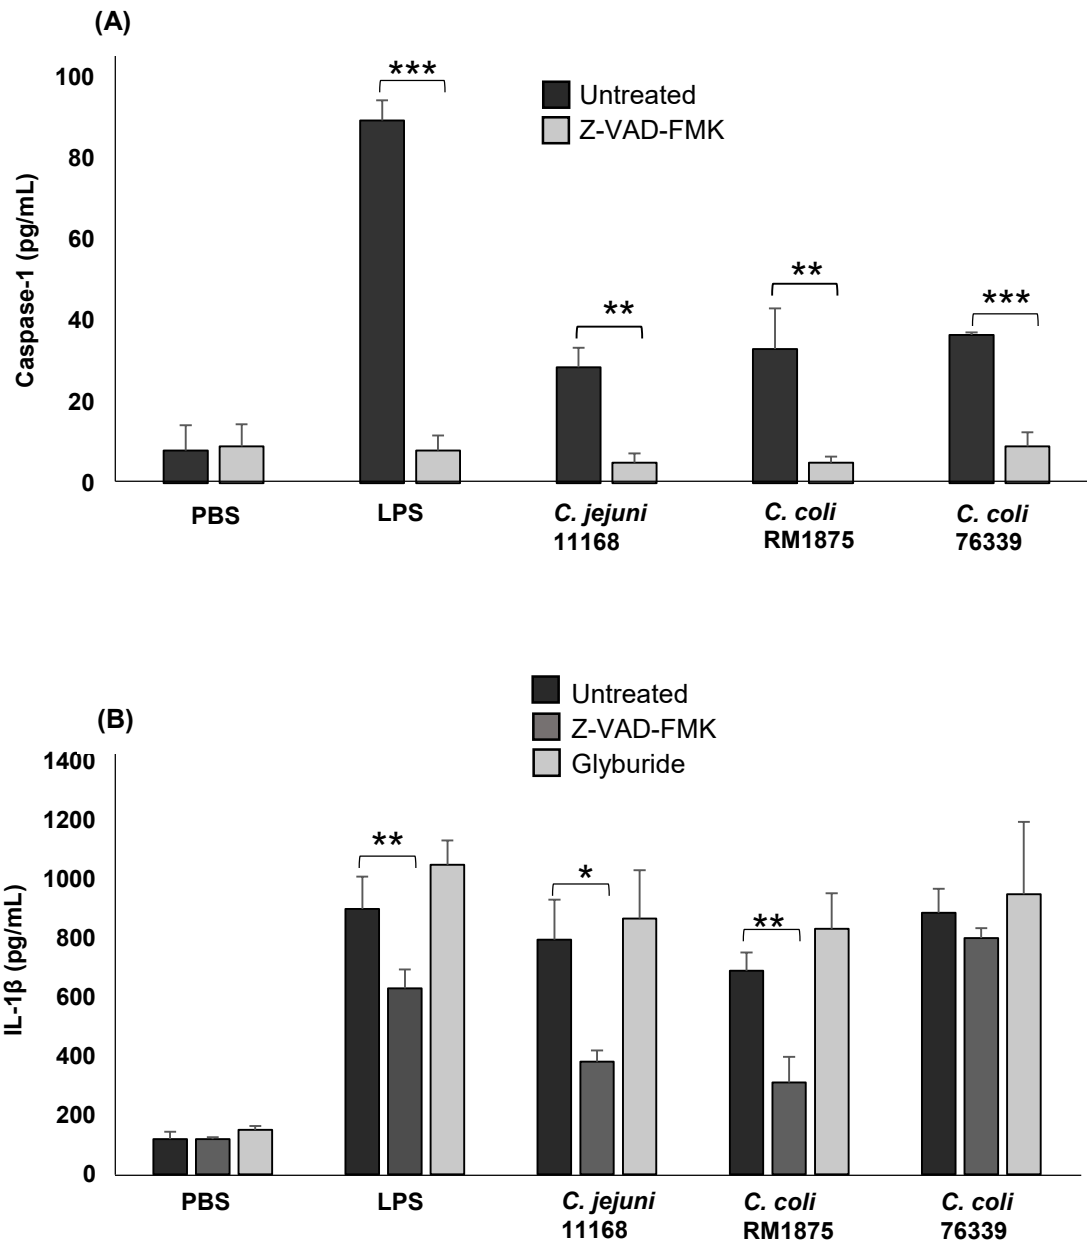 (A)
100
80
60
40
20
0
Caspase-1 (pg/mL)
***
**
**
***
Untreated
Z-VAD-FMK
PBS
LPS
C. jejuni
11168
C. coli
RM1875
C. coli
76339
(B)
Untreated
Z-VAD-FMK
Glyburide
1400
1200
1000
800
600
400
200
0
IL-1β (pg/mL)
**
*
**
PBS
LPS
C. jejuni
11168
C. coli
RM1875
C. coli
76339